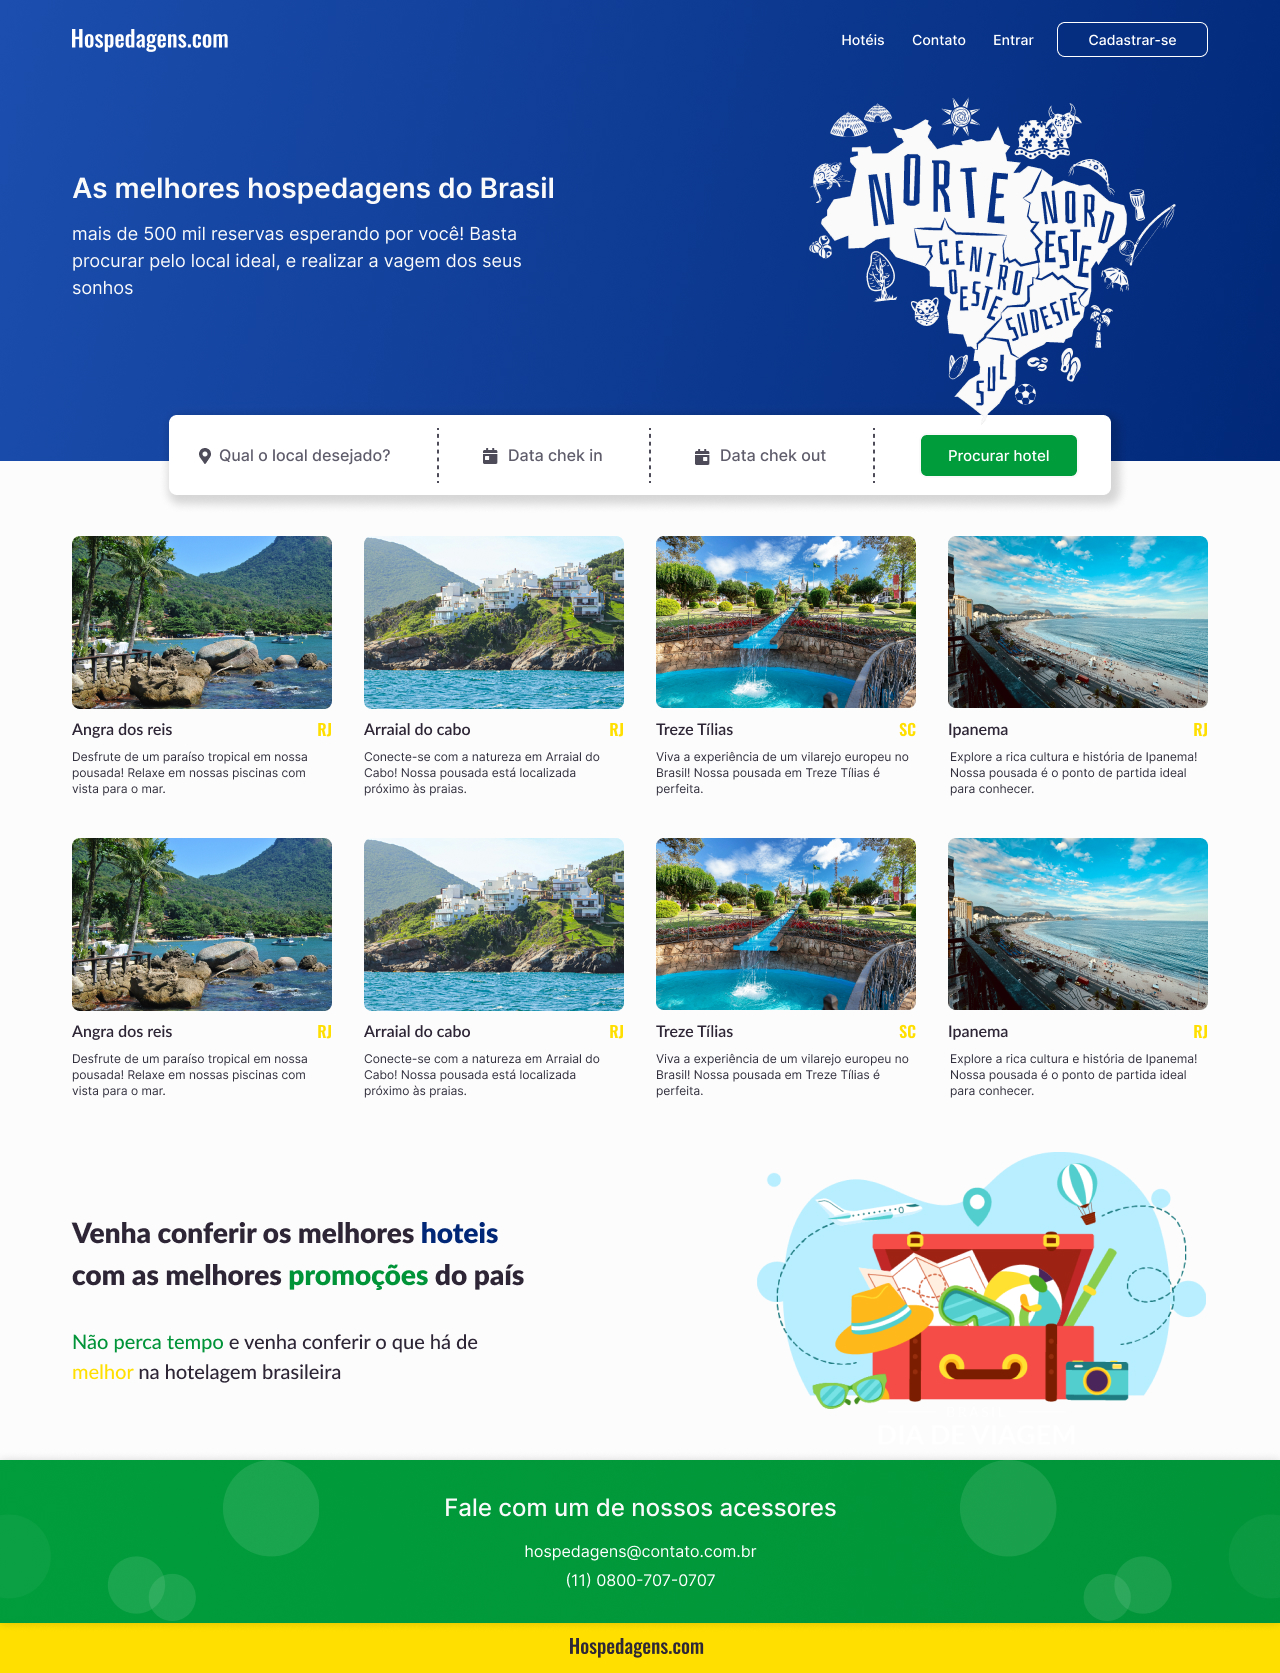 Hospedagens.com
Hotéis
Contato
Entrar
Cadastrar-se
As melhores hospedagens do Brasil
mais de 500 mil reservas esperando por você! Basta
procurar pelo local ideal, e realizar a vagem dos seus
sonhos
NORTE
NORD
ESTE
CENTRO
OESTE
SUDESTE
SUL
Qual o local desejado?
Data chek in
Data chek out
Procurar hotel
Angra dos reis
RJ
Desfrute de um paraíso tropical em nossa
pousada! Relaxe em nossas piscinas com
vista para o mar.
Arraial do cabo
RJ
Conecte-se com a natureza em Arraial do
Cabo! Nossa pousada está localizada
próximo às praias.
Treze Tílias
SC
Viva a experiência de um vilarejo europeu no
Brasil! Nossa pousada em Treze Tílias é
perfeita.
Ipanema
RJ
Explore a rica cultura e história de Ipanema!
Nossa pousada é o ponto de partida ideal
para conhecer.
Angra dos reis
RJ
Desfrute de um paraíso tropical em nossa
pousada! Relaxe em nossas piscinas com
vista para o mar.
Arraial do cabo
RJ
Conecte-se com a natureza em Arraial do
Cabo! Nossa pousada está localizada
próximo às praias.
Treze Tílias
SC
Viva a experiência de um vilarejo europeu no
Brasil! Nossa pousada em Treze Tílias é
perfeita.
Ipanema
RJ
Explore a rica cultura e história de Ipanema!
Nossa pousada é o ponto de partida ideal
para conhecer.
Venha conferir os melhores hoteis
com as melhores promoções do país
Não perca tempo e venha conferir o que há de
melhor na hotelagem brasileira
DIA DE VIAGEM
Fale com um de nossos acessores
hospedagens@contato.com.br
(11) 0800-707-0707
Hospedagens.com